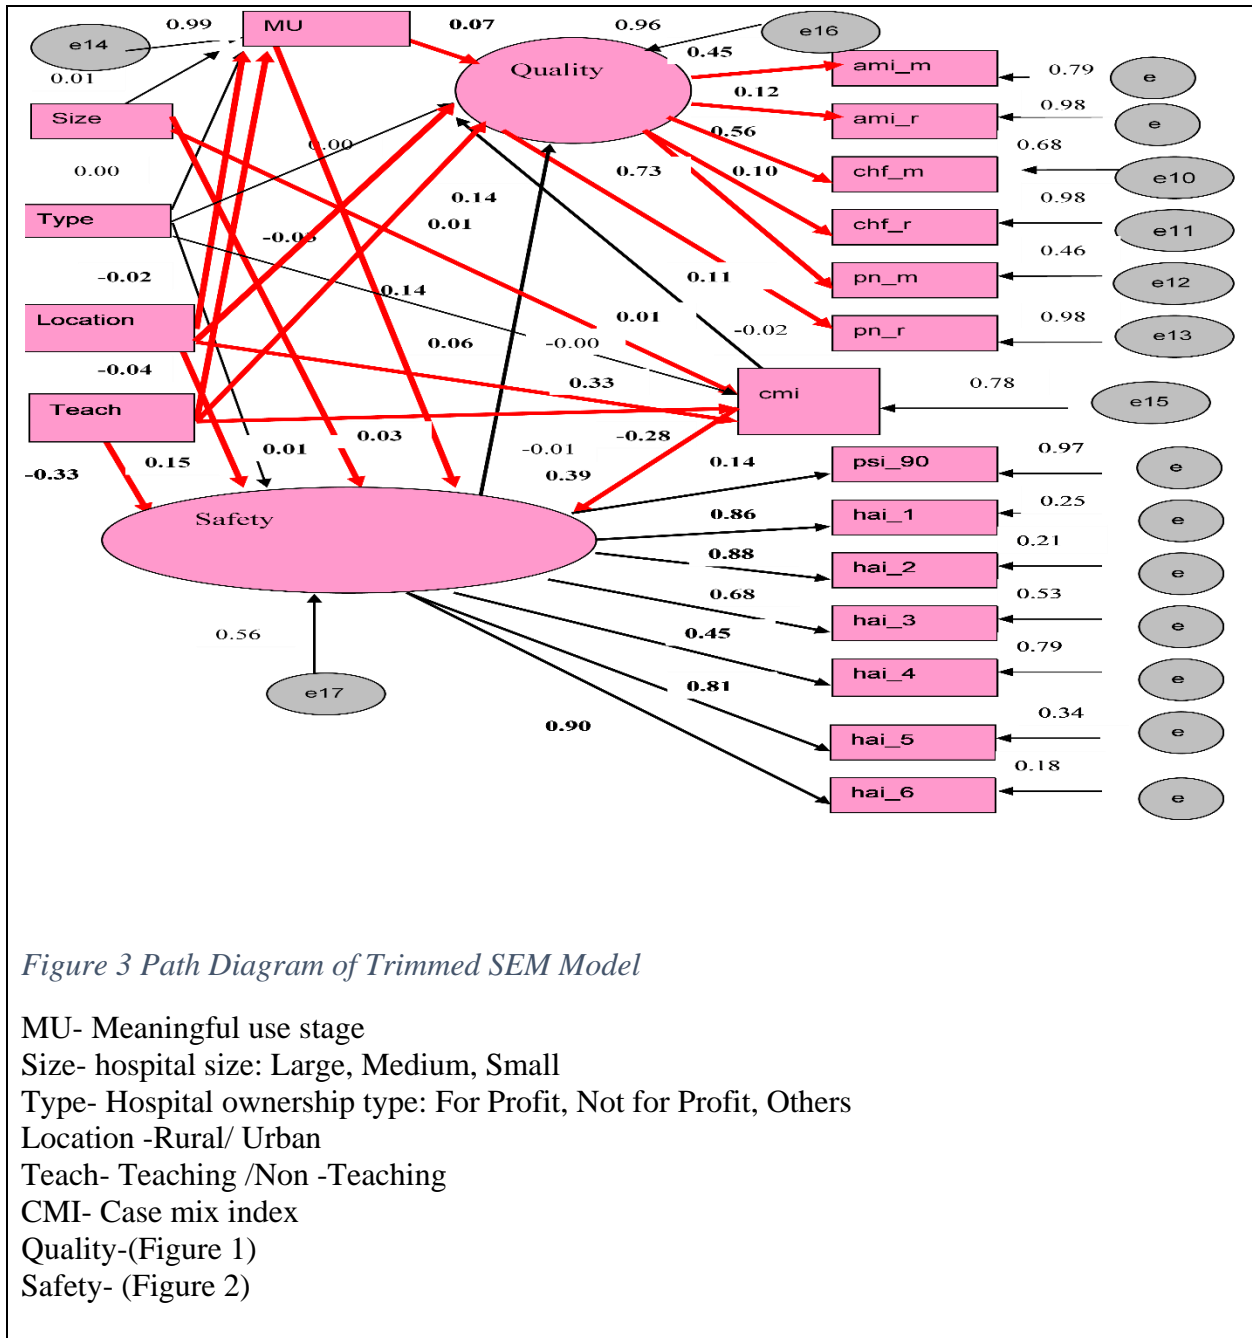 0.99 MU 0.07 0.96 e16
e14 0.45
Quality ami_m 0.79 e
0.01 0.12
Size ami_r 0.98 e
0.00 0.00 0.56 0.68
0.73 0.10 chf_m e10
Type 0.14 0.98
0.01 chf_r e11
-0.03 0.46
-0.02 0.11 pn_m e12
0.14 0.98
Location 0.01 -0.02 pn_r e13
0.06 -0.00
-0.04 0.33 cmi 0.78 e15
Teach
0.03 -0.01 -0.28 0.97
-0.33 0.15 0.01 0.39 0.14 psi_90 e
0.25
Safety 0.86 hai_1 e
0.21
0.88 hai_2 e
0.68 0.53
0.56 0.45 hai_3 e
0.79
e17 0.81 hai_4 e
0.34
0.90 hai_5 e
0.18
hai_6 e
Figure 3 Path Diagram of Trimmed SEM Model
MU- Meaningful use stage
Size- hospital size: Large, Medium, Small
Type- Hospital ownership type: For Profit, Not for Profit, Others
Location -Rural/ Urban
Teach- Teaching /Non -Teaching
CMI- Case mix index
Quality-(Figure 1)
Safety- (Figure 2)